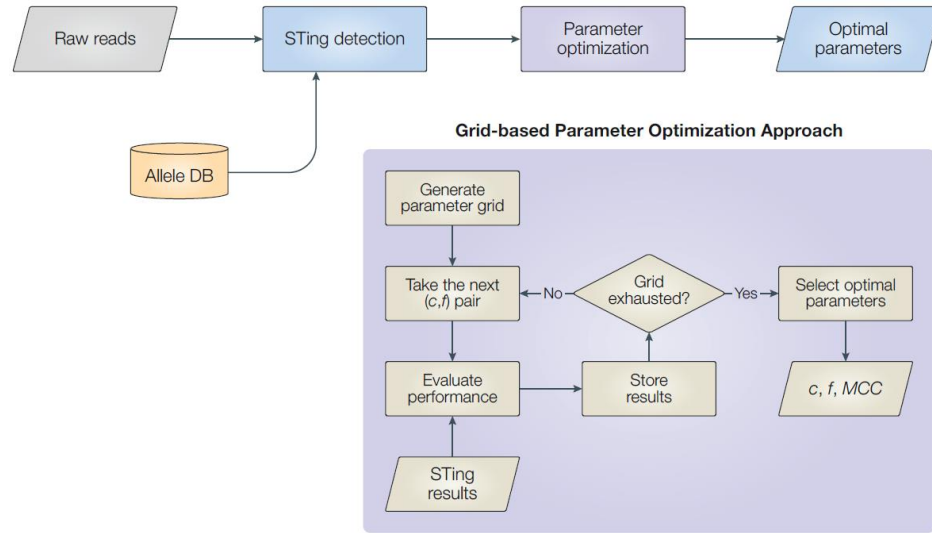 Raw reads
STing detection
Parameter
optimization
Optimal
parameters
Allele DB
Grid-based Parameter Optimization Approach
Generate
parameter grid
Take the next
(c,f) pair
No
Grid
exhausted?
Yes
Select optimal
parameters
Evaluate
performance
Store
results
c, f, MCC
STing
results